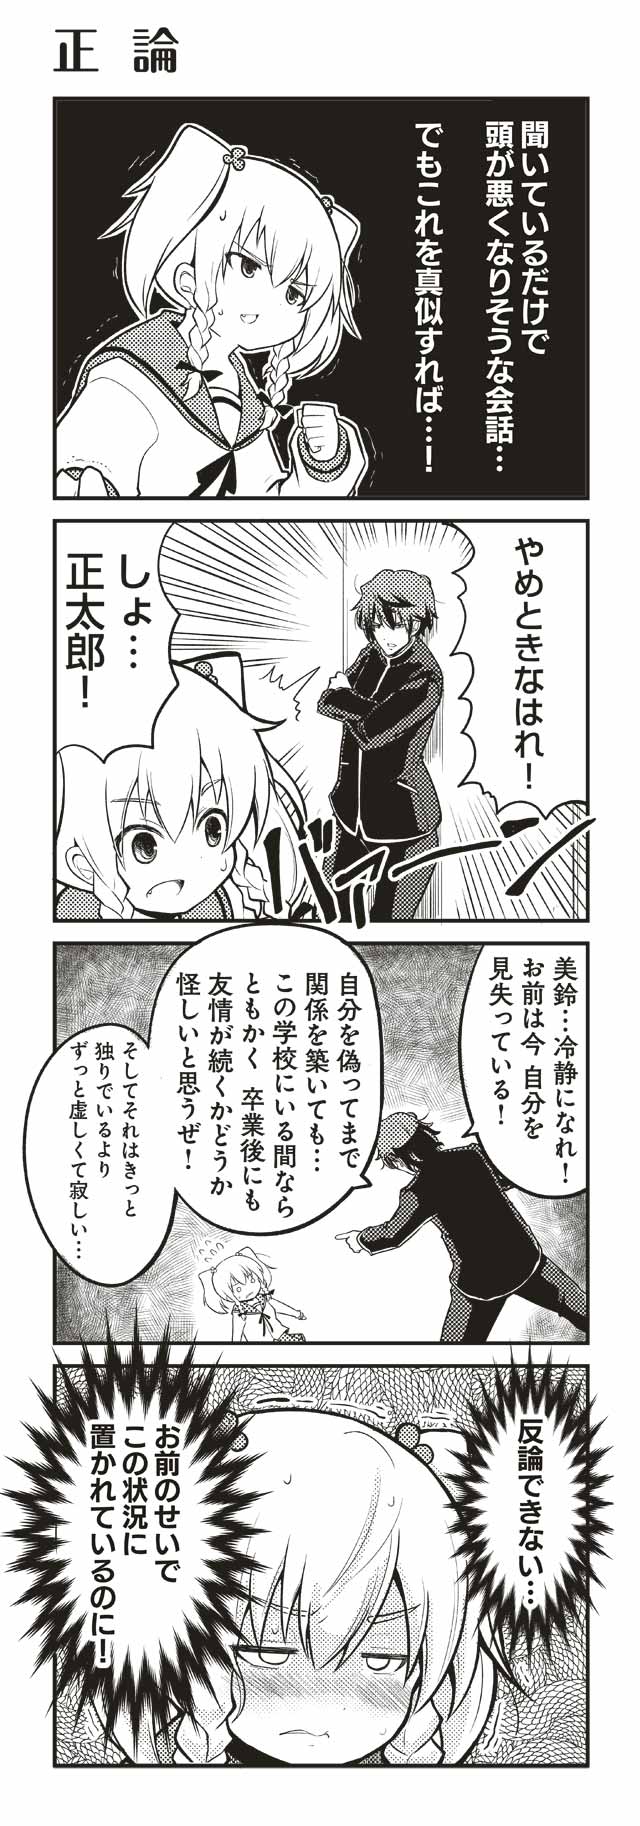 正論
聞いているだけで
頭が悪くなりそうな会話…
でもこれを真似すれば…！
やめときなはれ！
しょ…
正太郎！
バァーン
美鈴…冷静になれ！
お前は今 自分を
見失っている！
自分を偽ってまで
関係を築いても…
この学校にいる間なら
ともかく 卒業後にも
友情が続くかどうか
怪しいと思うぜ！
そしてそれはきっと
独りでいるより
ずっと虚しくて寂しい…
反論できない…
お前のせいで
この状況に
置かれているのに！